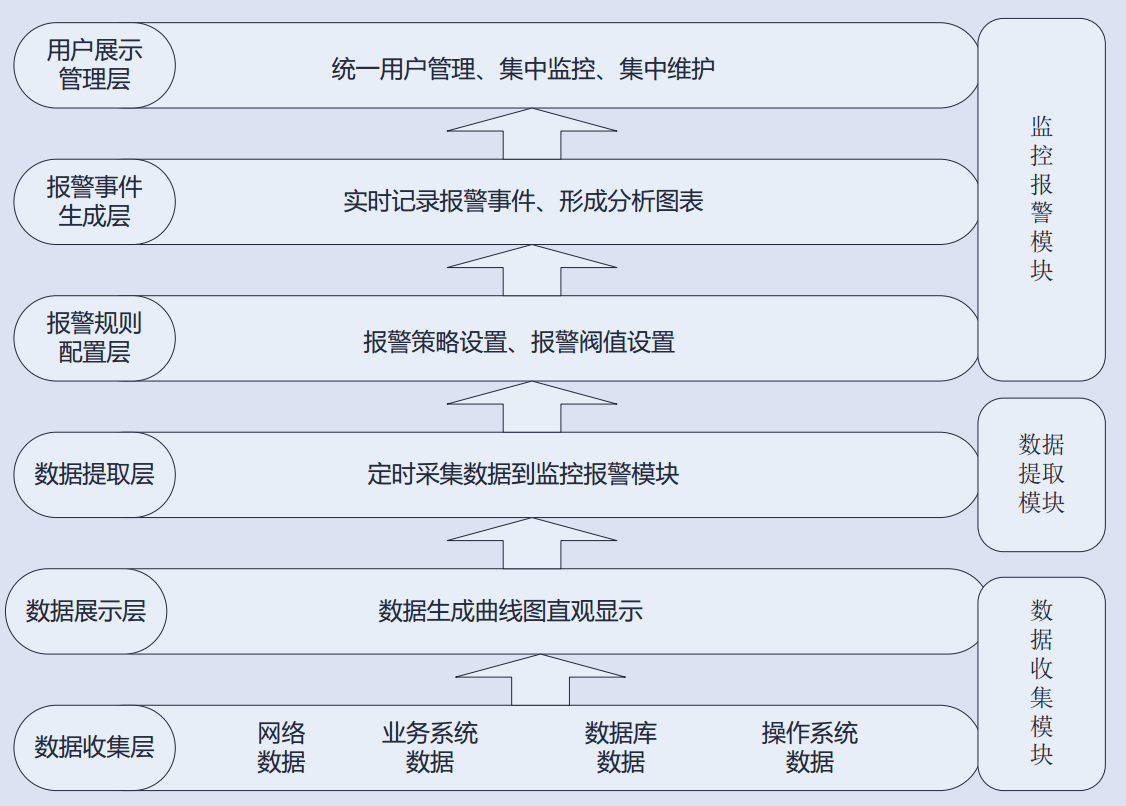 用户展示
管理层
统一用户管理、集中监控、集中维护
报警事件
生成层
实时记录报警事件、形成分析图表
报警规则
配置层
报警策略设置、报警阀值设置
监
控
报
警
模
块
数据提取层
定时采集数据到监控报警模块
数据
提取
模块
数据展示层
数据生成曲线图直观显示
数据收集层
网络
数据
业务系统
数据
数据库
数据
操作系统
数据
数
据
收
集
模
块